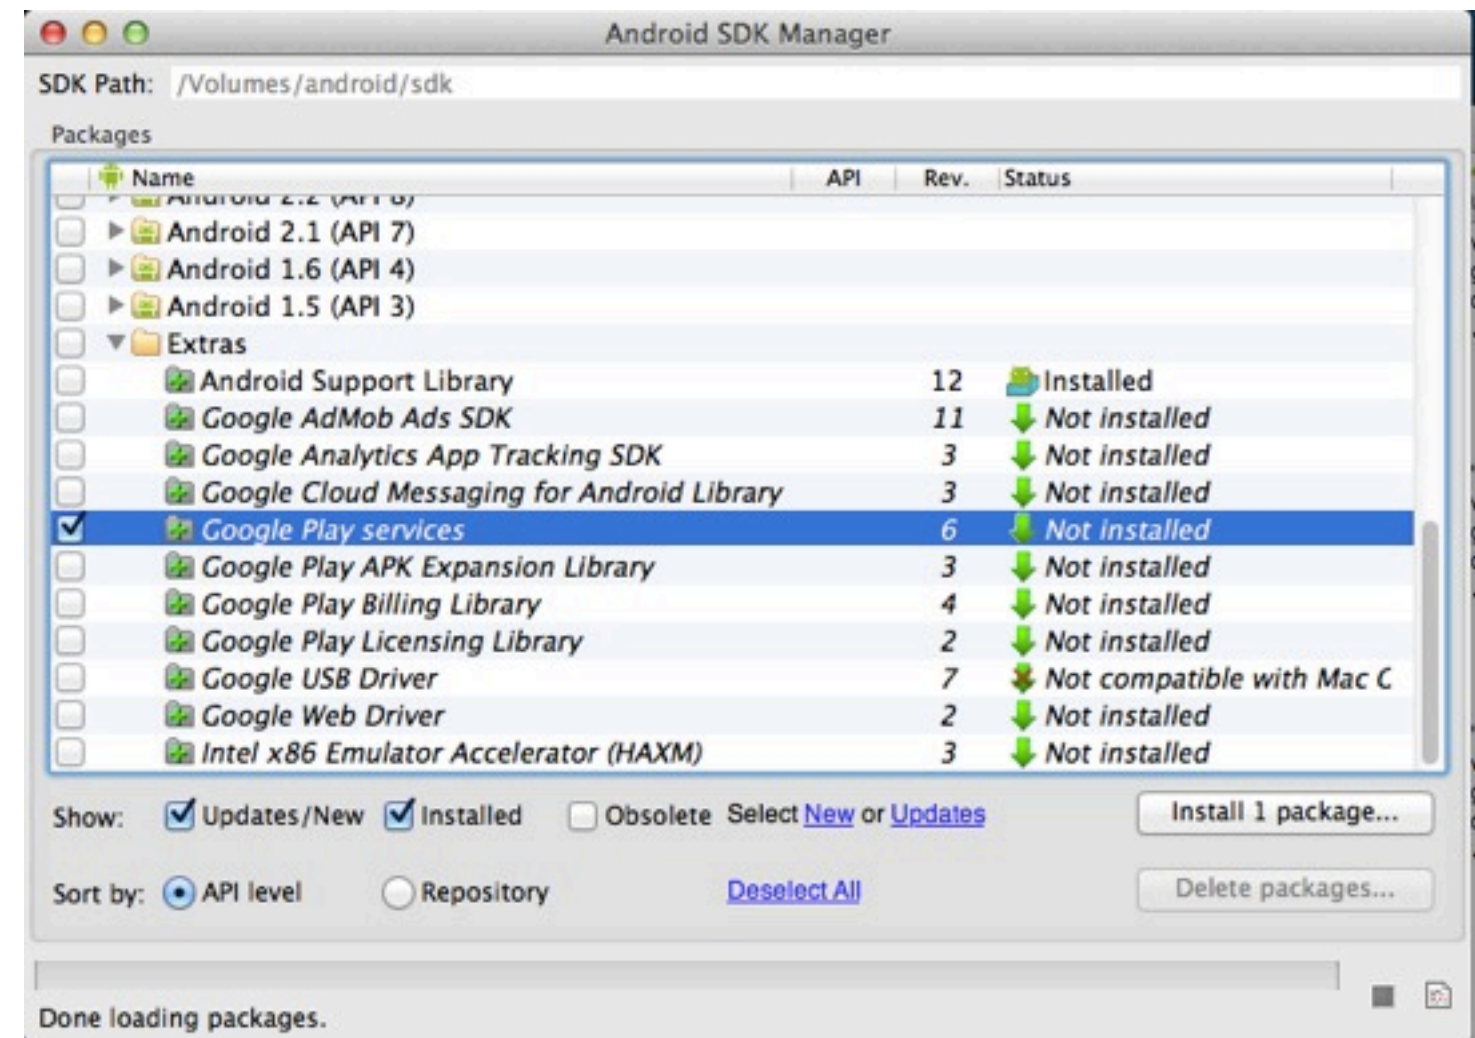 Android SDK Manager
SDK Path: /Volumes/android/sdk
Packages
Name API Rev. Status
Android 2.2 (API 8)
Android 2.1 (API 7)
Android 1.6 (API 4)
Android 1.5 (API 3)
Extras
Android Support Library 12 Installed
Google AdMob Ads SDK 11 Not installed
Google Analytics App Tracking SDK 3 Not installed
Google Cloud Messaging for Android Library 3 Not installed
Google Play services 6 Not installed
Google Play APK Expansion Library 3 Not installed
Google Play Billing Library 4 Not installed
Google Play Licensing Library 2 Not installed
Google USB Driver 7 Not compatible with Mac O
Google Web Driver 2 Not installed
Intel x86 Emulator Accelerator (HAXM) 3 Not installed
Show: Updates/New Installed Obsolete Select New or Updates Install 1 package...
Sort by: API level Repository Deselect All Delete packages...
Done loading packages.